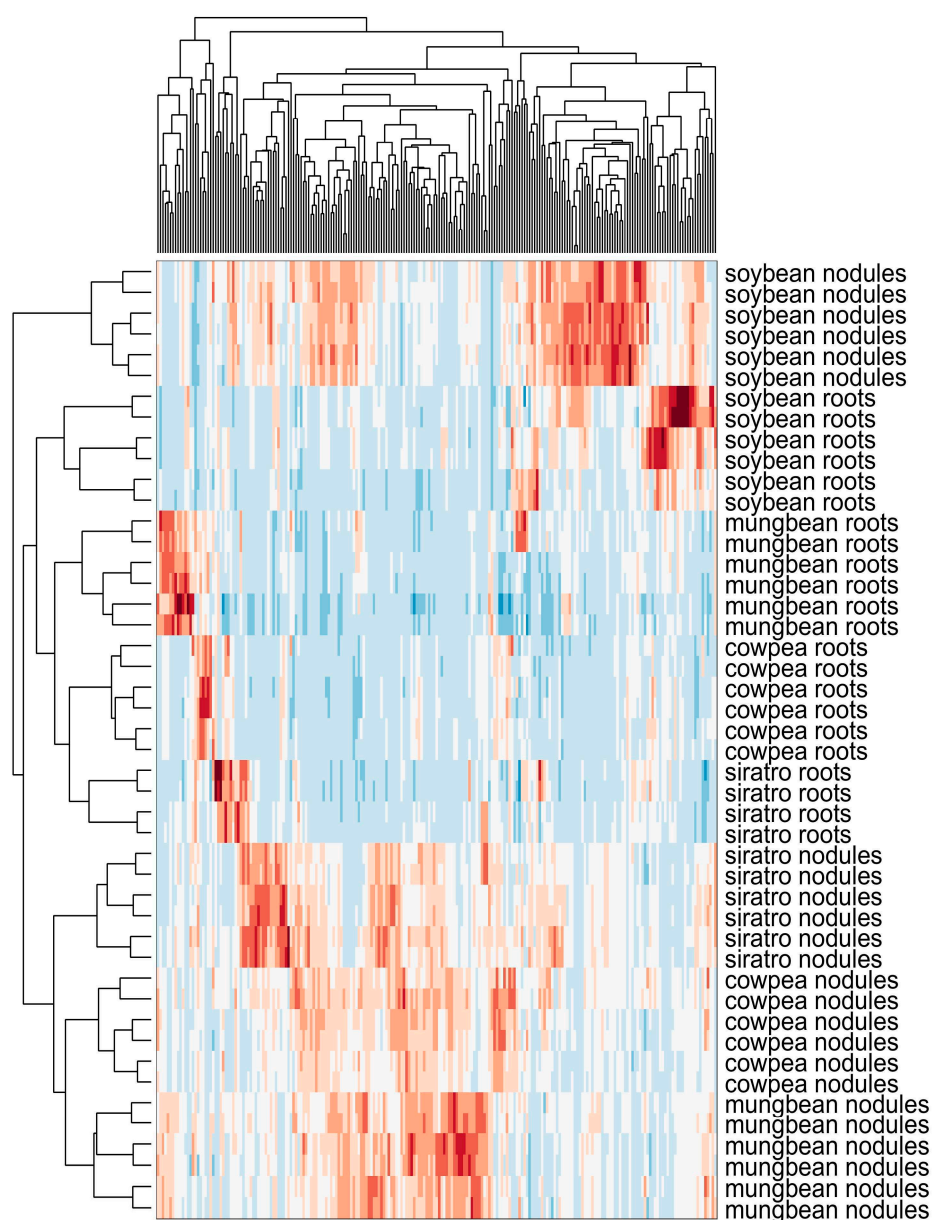 soybean nodules
soybean nodules
soybean nodules
soybean nodules
soybean nodules
soybean nodules
soybean roots
soybean roots
soybean roots
soybean roots
soybean roots
soybean roots
mungbean roots
mungbean roots
mungbean roots
mungbean roots
mungbean roots
mungbean roots
cowpea roots
cowpea roots
cowpea roots
cowpea roots
cowpea roots
cowpea roots
siratro roots
siratro roots
siratro roots
siratro roots
siratro nodules
siratro nodules
siratro nodules
siratro nodules
siratro nodules
siratro nodules
cowpea nodules
cowpea nodules
cowpea nodules
cowpea nodules
cowpea nodules
cowpea nodules
mungbean nodules
mungbean nodules
mungbean nodules
mungbean nodules
mungbean nodules
mungbean nodules